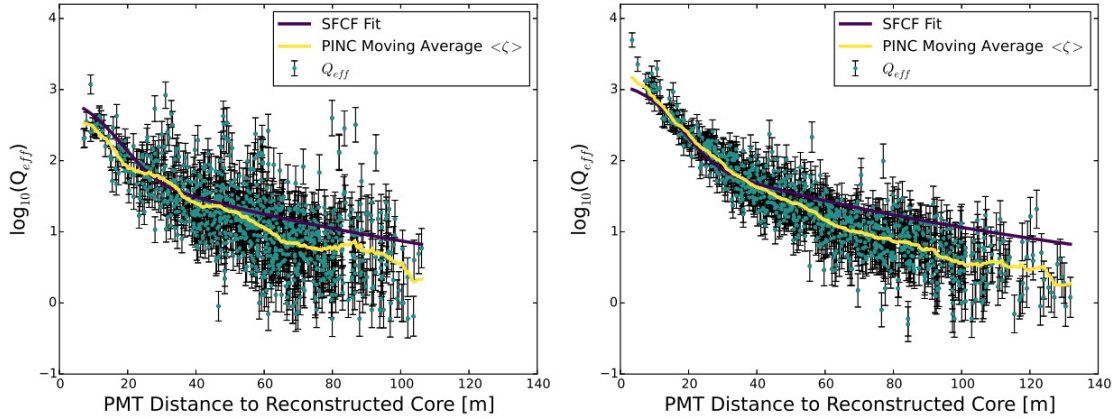 4
3
2
1
0
−1
log₁₀(Q_eff)
SFCF Fit
PINC Moving Average <ζ>
Q_eff
0 20 40 60 80 100 120 140
PMT Distance to Reconstructed Core [m]
4
3
2
1
0
−1
log₁₀(Q_eff)
SFCF Fit
PINC Moving Average <ζ>
Q_eff
0 20 40 60 80 100 120 140
PMT Distance to Reconstructed Core [m]